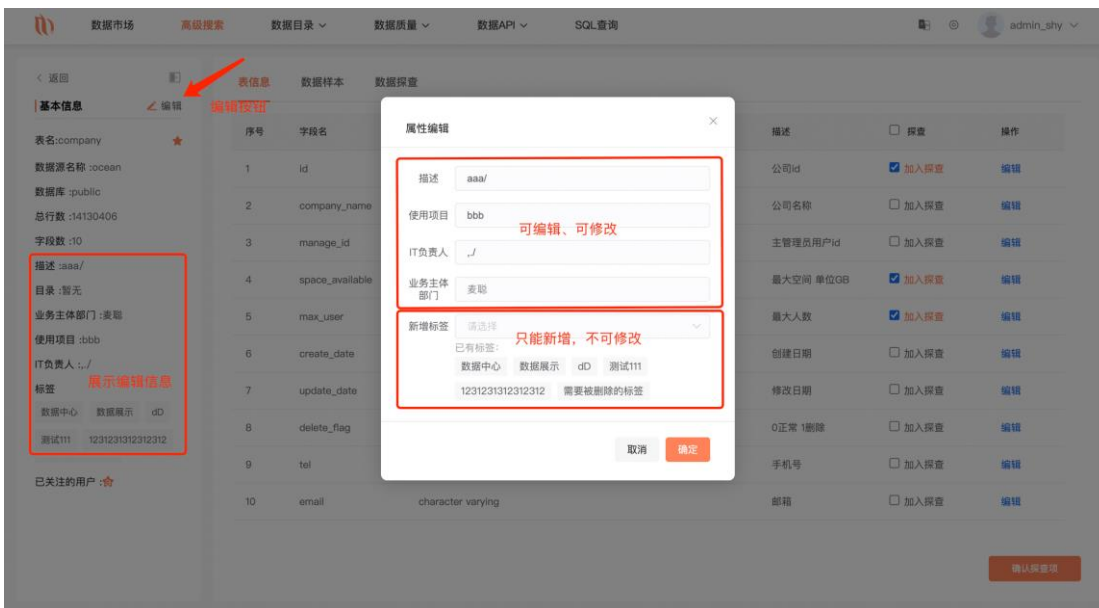 数据市场 高级搜索 数据目录 数据质量 数据API SQL查询 admin_shy
< 返回
基本信息 编辑
编辑按钮
表名:company
数据源名称 :ocean
数据库 :public
总行数 :14130406
字段数 :10
描述 :aaa/
目录 :暂无
业务主体部门 :麦聪
使用项目 :bbb
IT负责人 :,./
展示编辑信息
标签
数据中心 数据展示 dD
测试111 1231231312312312
已关注的用户 :
表信息 数据样本 数据探查
序号 字段名 描述 探查 操作
1 id 公司id 加入探查 编辑
2 company_name 公司名称 加入探查 编辑
3 manage_id 主管理员用户id 加入探查 编辑
4 space_available 最大空间 单位GB 加入探查 编辑
5 max_user 最大人数 加入探查 编辑
6 create_date 创建日期 加入探查 编辑
7 update_date 修改日期 加入探查 编辑
8 delete_flag 0正常 1删除 加入探查 编辑
9 tel 手机号 加入探查 编辑
10 email character varying 邮箱 加入探查 编辑
确认探查项
属性编辑
描述 aaa/
使用项目 bbb
可编辑、可修改
IT负责人 ,./
业务主体
部门 麦聪
新增标签 请选择
只能新增，不可修改
已有标签：
数据中心 数据展示 dD 测试111
1231231312312312 需要被删除的标签
取消 确定